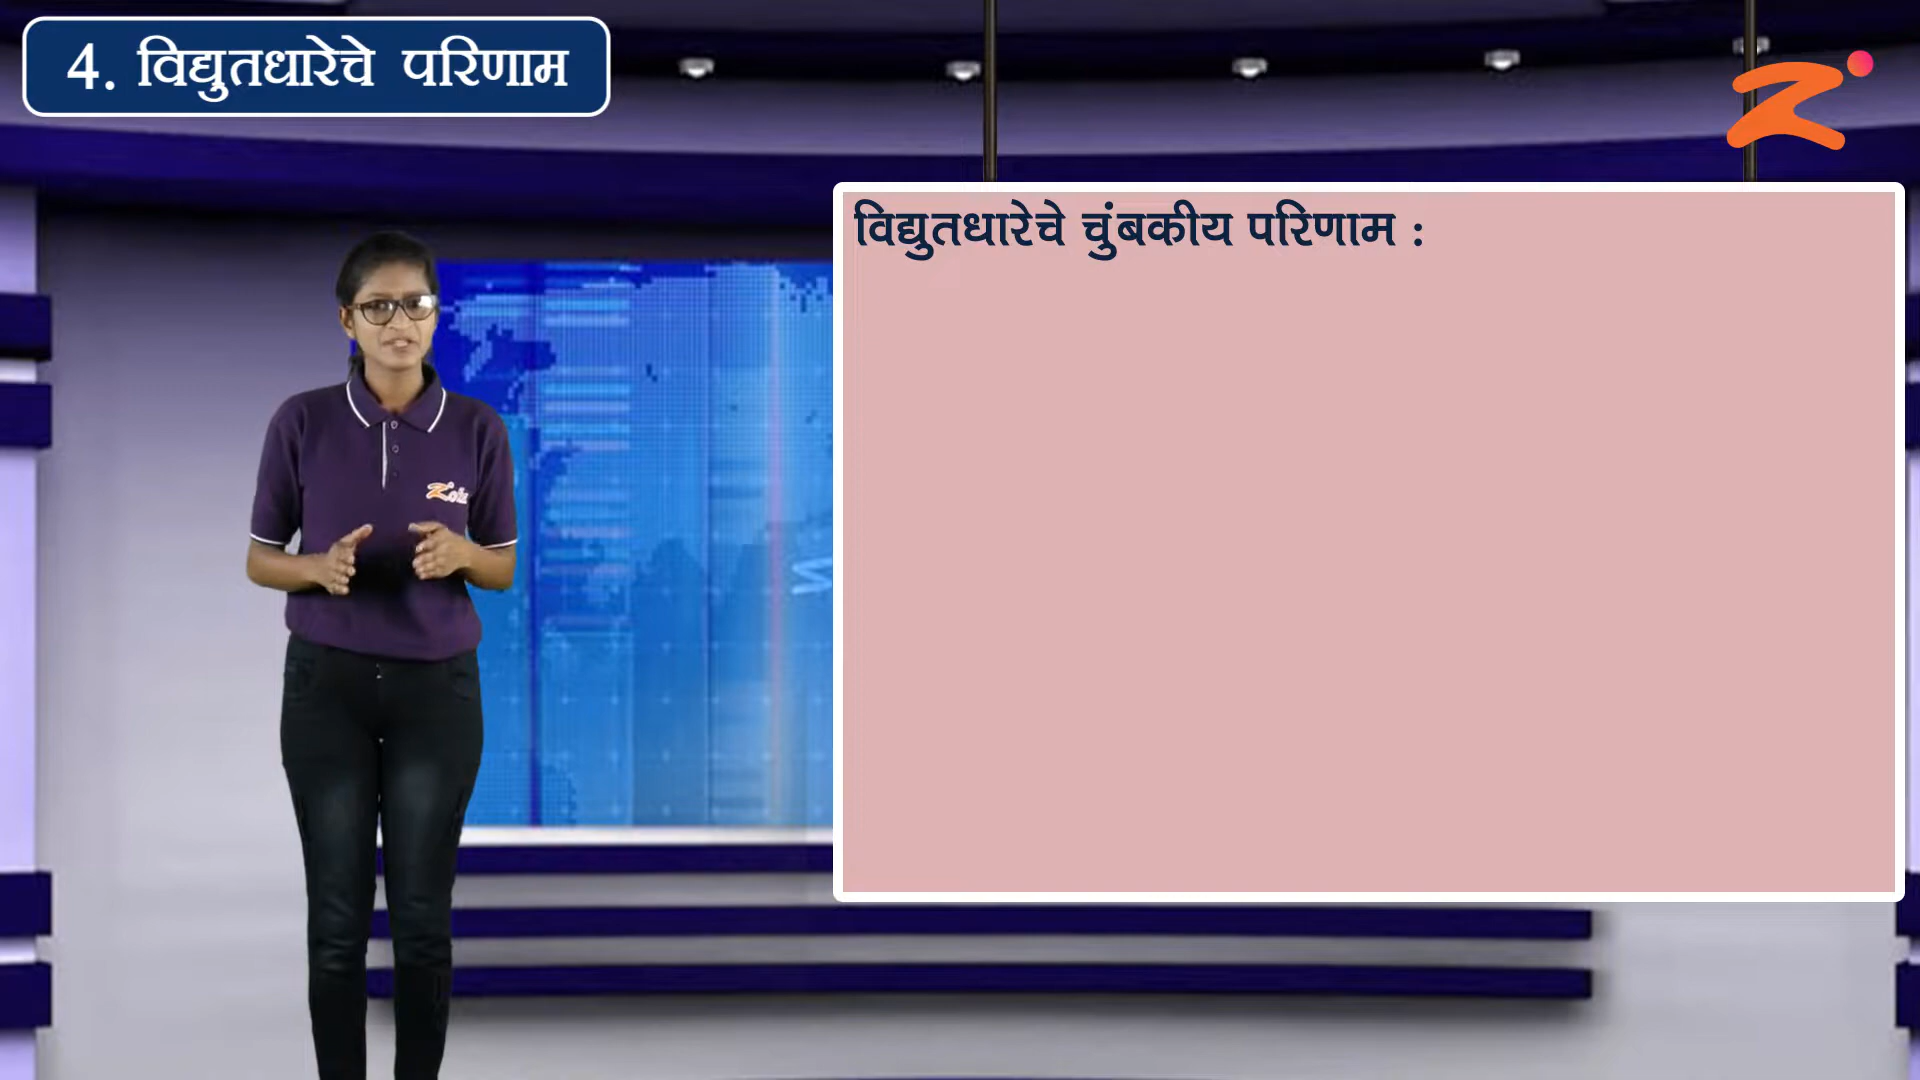 4. विद्युतधारेचे परिणाम
विद्युतधारेचे चुंबकीय परिणाम :